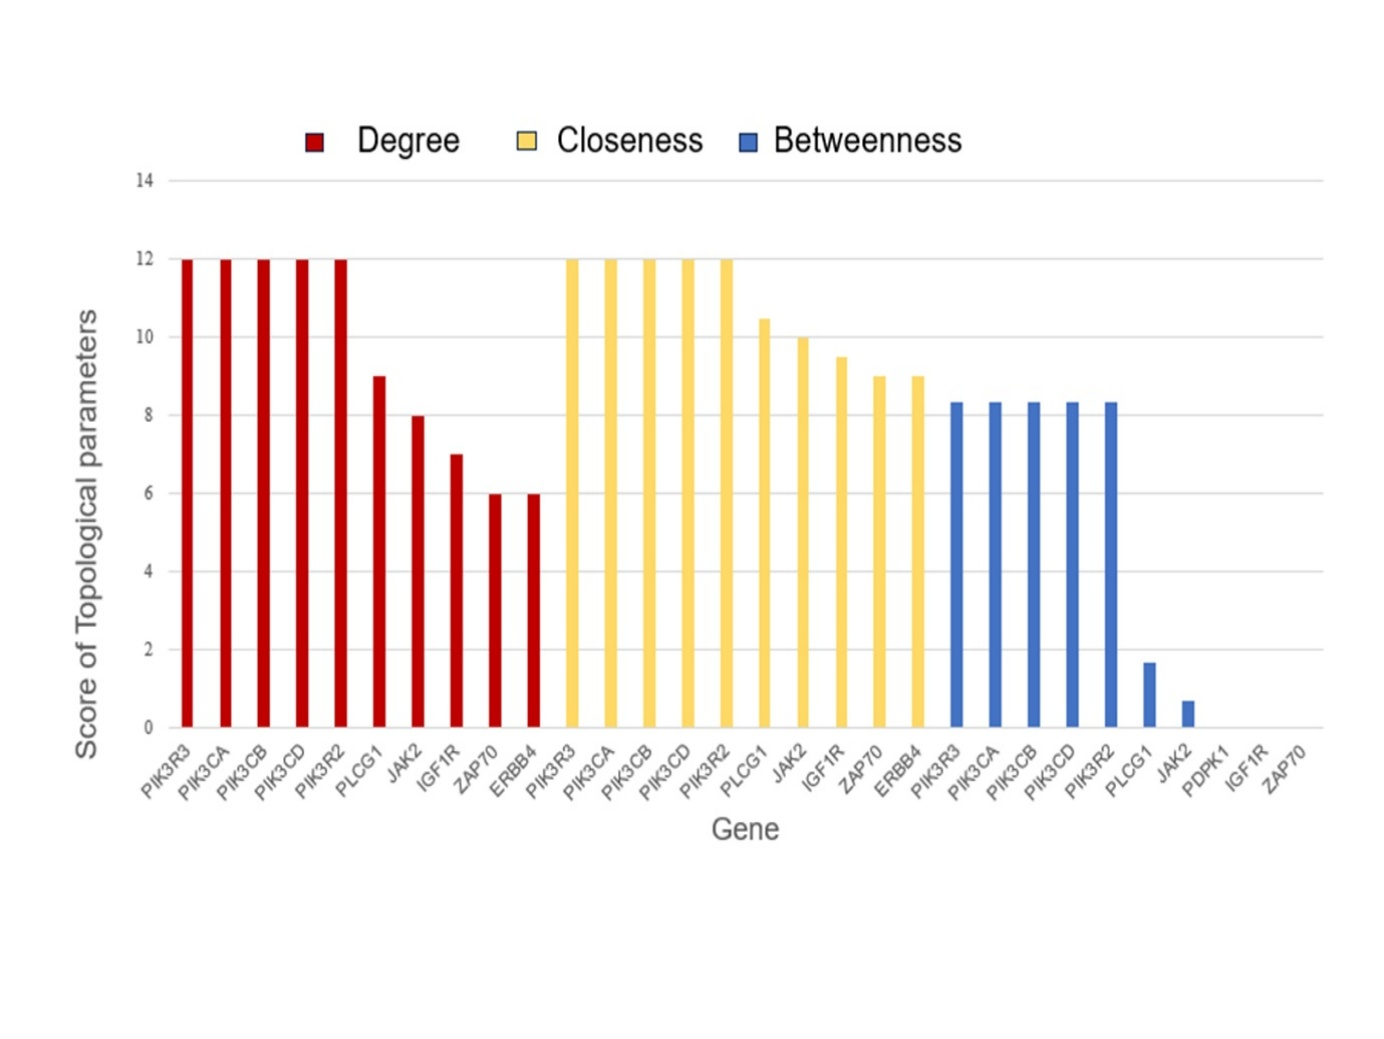 Degree Closeness Betweenness
14
12
10
8
6
4
2
0
Score of Topological parameters
PIK3R3 PIK3CA PIK3CB PIK3CD PIK3R2 PLCG1 JAK2 IGF1R ZAP70 ERBB4 PIK3R3 PIK3CA PIK3CB PIK3CD PIK3R2 PLCG1 JAK2 IGF1R ZAP70 ERBB4 PIK3R3 PIK3CA PIK3CB PIK3CD PIK3R2 PLCG1 JAK2 PDPK1 IGF1R ZAP70
Gene